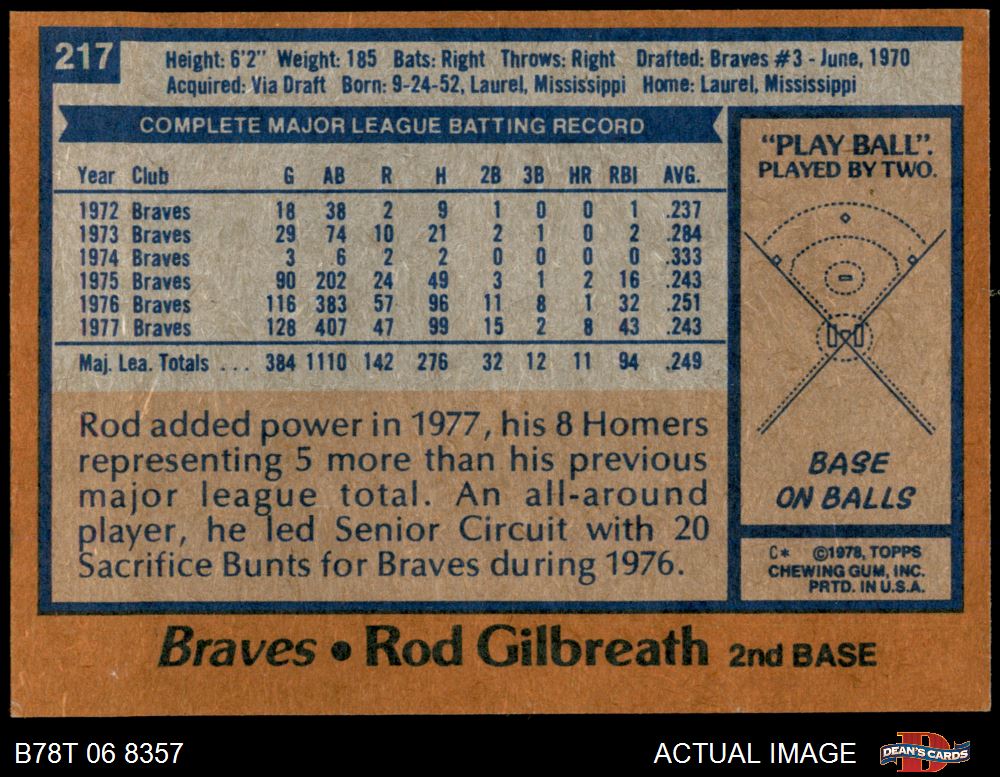 217
Height: 6'2" Weight: 185 Bats: Right Throws: Right Drafted: Braves #3 - June, 1970
Acquired: Via Draft Born: 9-24-52, Laurel, Mississippi Home: Laurel, Mississippi
COMPLETE MAJOR LEAGUE BATTING RECORD
Year Club G AB R H 2B 3B HR RBI AVG.
1972 Braves 18 38 2 9 1 0 0 1 .237
1973 Braves 29 74 10 21 2 1 0 2 .284
1974 Braves 3 6 2 2 0 0 0 0 .333
1975 Braves 90 202 24 49 3 1 2 16 .243
1976 Braves 116 383 57 96 11 8 1 32 .251
1977 Braves 128 407 47 99 15 2 8 43 .243
Maj. Lea. Totals ... 384 1110 142 276 32 12 11 94 .249
Rod added power in 1977, his 8 Homers
representing 5 more than his previous
major league total. An all-around
player, he led Senior Circuit with 20
Sacrifice Bunts for Braves during 1976.
"PLAY BALL".
PLAYED BY TWO.
BASE
ON BALLS
C* ©1978, TOPPS
CHEWING GUM, INC.
PRTD. IN U.S.A.
Braves • Rod Gilbreath 2nd BASE
B78T 06 8357
ACTUAL IMAGE
D
DEAN'S CARDS